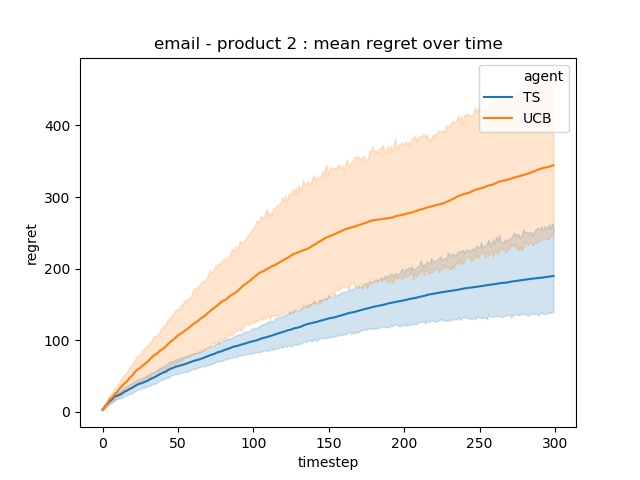 email - product 2 : mean regret over time
agent
TS
UCB
regret
400
300
200
100
0
0 50 100 150 200 250 300
timestep